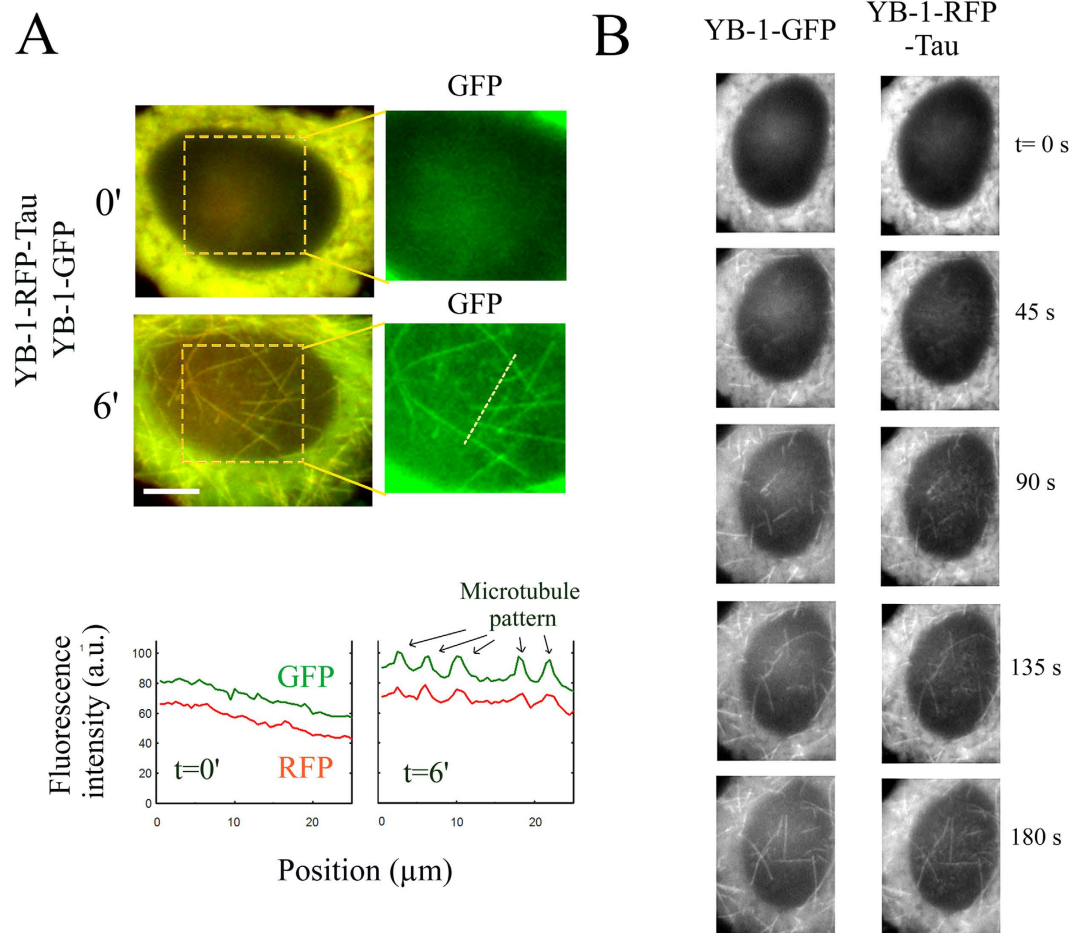 A
GFP
0'
GFP
6'
YB-1-RFP-Tau
YB-1-GFP
Microtubule
pattern
Fluorescence
intensity (a.u.)
100
80
60
40
20
0
GFP
RFP
t=0'
t=6'
0
10
20
0
10
20
Position (μm)
B
YB-1-GFP
YB-1-RFP
-Tau
t= 0 s
45 s
90 s
135 s
180 s